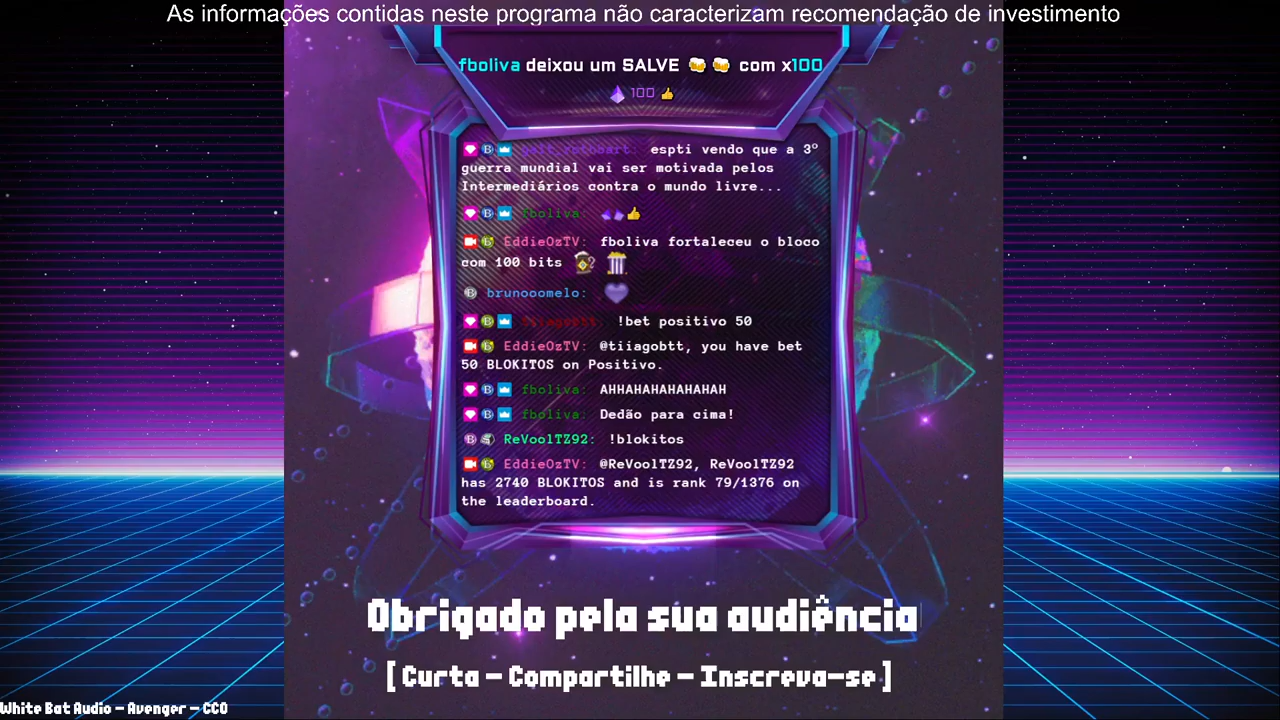 As informações contidas neste programa não caracterizam recomendação de investimento
fboliva deixou um SALVE 🍻 🍻 com x100
100 👍
espti vendo que a 3º
guerra mundial vai ser motivada pelos
Intermediários contra o mundo livre...
fboliva: 👍
EddieOzTV: fboliva fortaleceu o bloco
com 100 bits
brunooomelo: 💜
tiiagobtt: !bet positivo 50
EddieOzTV: @tiiagobtt, you have bet
50 BLOKITOS on Positivo.
fboliva: AHHAHAHAHAHAHAH
fboliva: Dedão para cima!
ReVoolTZ92: !blokitos
EddieOzTV: @ReVoolTZ92, ReVoolTZ92
has 2740 BLOKITOS and is rank 79/1376 on
the leaderboard.
Obrigado pela sua audiência
[ Curta - Compartilhe - Inscreva-se ]
White Bat Audio - Avenger - CC0